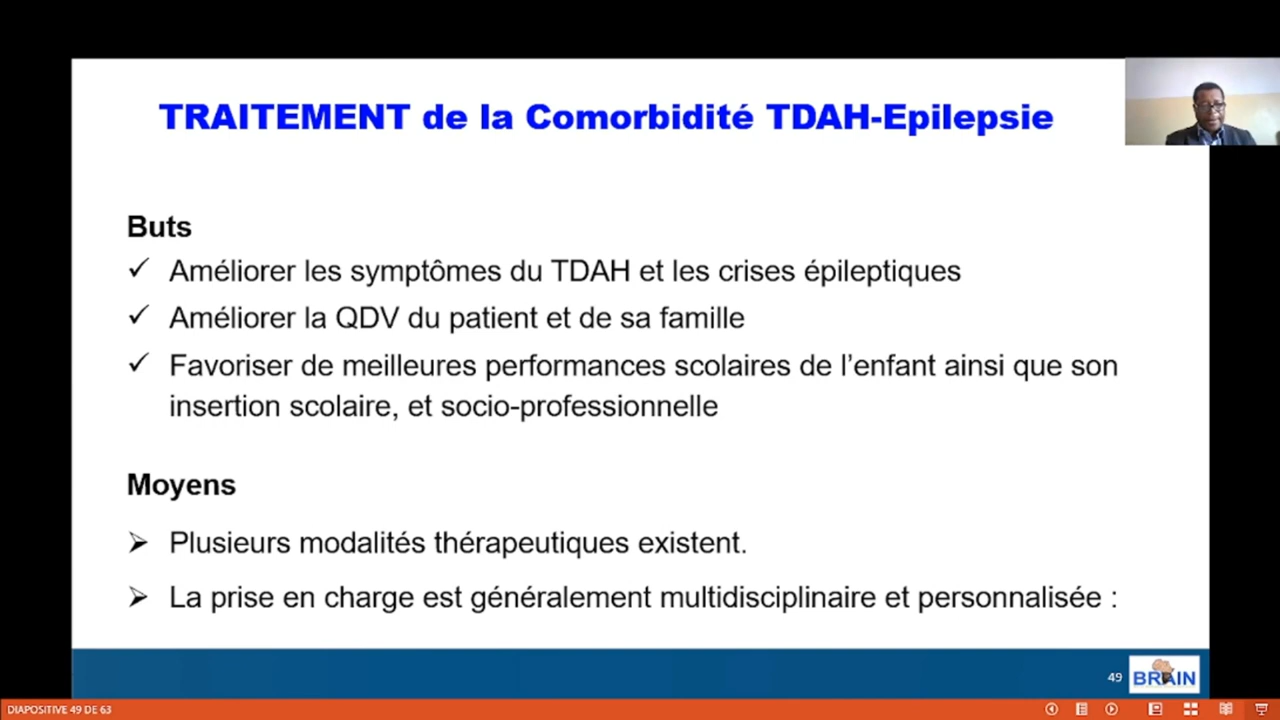 TRAITEMENT de la Comorbidité TDAH-Epilepsie
Buts
✓ Améliorer les symptômes du TDAH et les crises épileptiques
✓ Améliorer la QDV du patient et de sa famille
✓ Favoriser de meilleures performances scolaires de l’enfant ainsi que son
insertion scolaire, et socio-professionnelle
Moyens
➢ Plusieurs modalités thérapeutiques existent.
➢ La prise en charge est généralement multidisciplinaire et personnalisée :
49
BRAIN
DIAPOSITIVE 49 DE 63